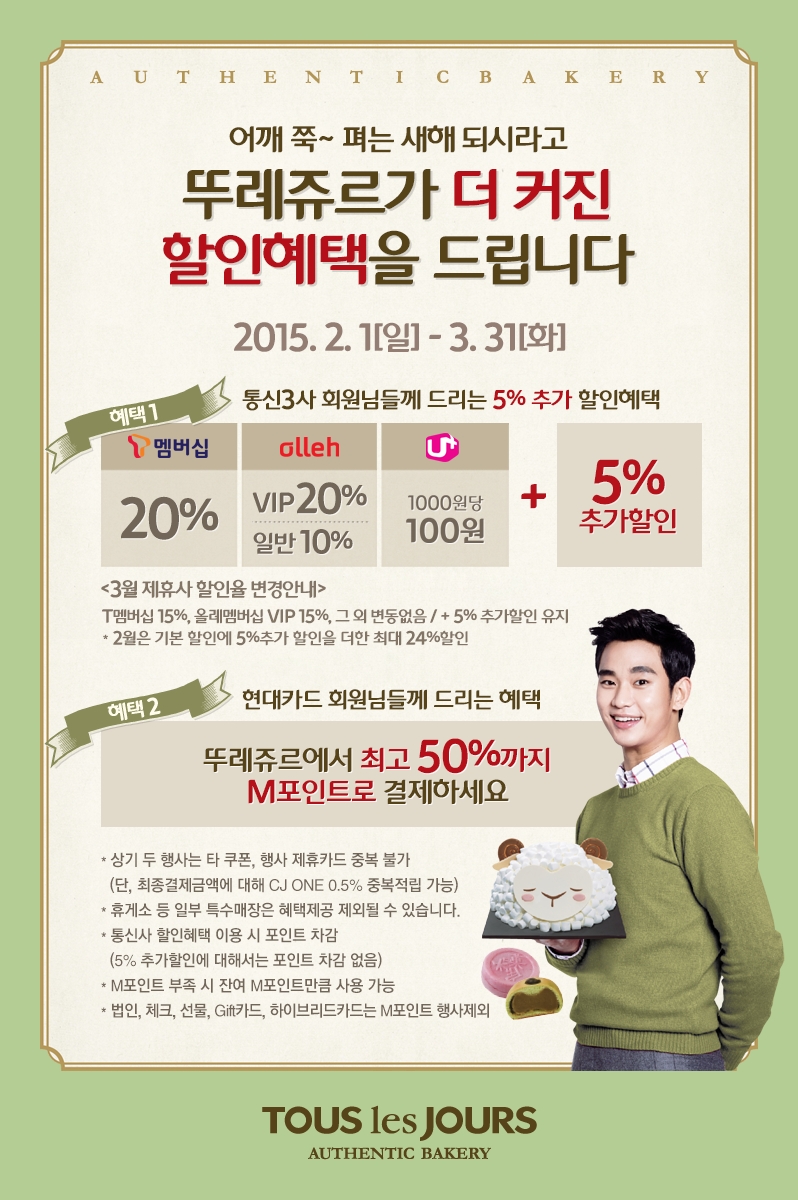 AUTHENTIC BAKERY
어깨 쭉~ 펴는 새해 되시라고
뚜레쥬르가 더 커진
할인혜택을 드립니다
2015. 2. 1[일] - 3. 31[화]
혜택 1
통신3사 회원님들께 드리는 5% 추가 할인혜택
T멤버십
olleh
U+
20%
VIP 20%
일반 10%
1000원당
100원
+
5%
추가할인
<3월 제휴사 할인율 변경안내>
T멤버십 15%, 올레멤버십 VIP 15%, 그 외 변동없음 / + 5% 추가할인 유지
* 2월은 기본 할인에 5%추가 할인을 더한 최대 24%할인
혜택 2
현대카드 회원님들께 드리는 혜택
뚜레쥬르에서 최고 50%까지
M포인트로 결제하세요
* 상기 두 행사는 타 쿠폰, 행사 제휴카드 중복 불가
(단, 최종결제금액에 대해 CJ ONE 0.5% 중복적립 가능)
* 휴게소 등 일부 특수매장은 혜택제공 제외될 수 있습니다.
* 통신사 할인혜택 이용 시 포인트 차감
(5% 추가할인에 대해서는 포인트 차감 없음)
* M포인트 부족 시 잔여 M포인트만큼 사용 가능
* 법인, 체크, 선물, Gift카드, 하이브리드카드는 M포인트 행사제외
TOUS les JOURS
AUTHENTIC BAKERY